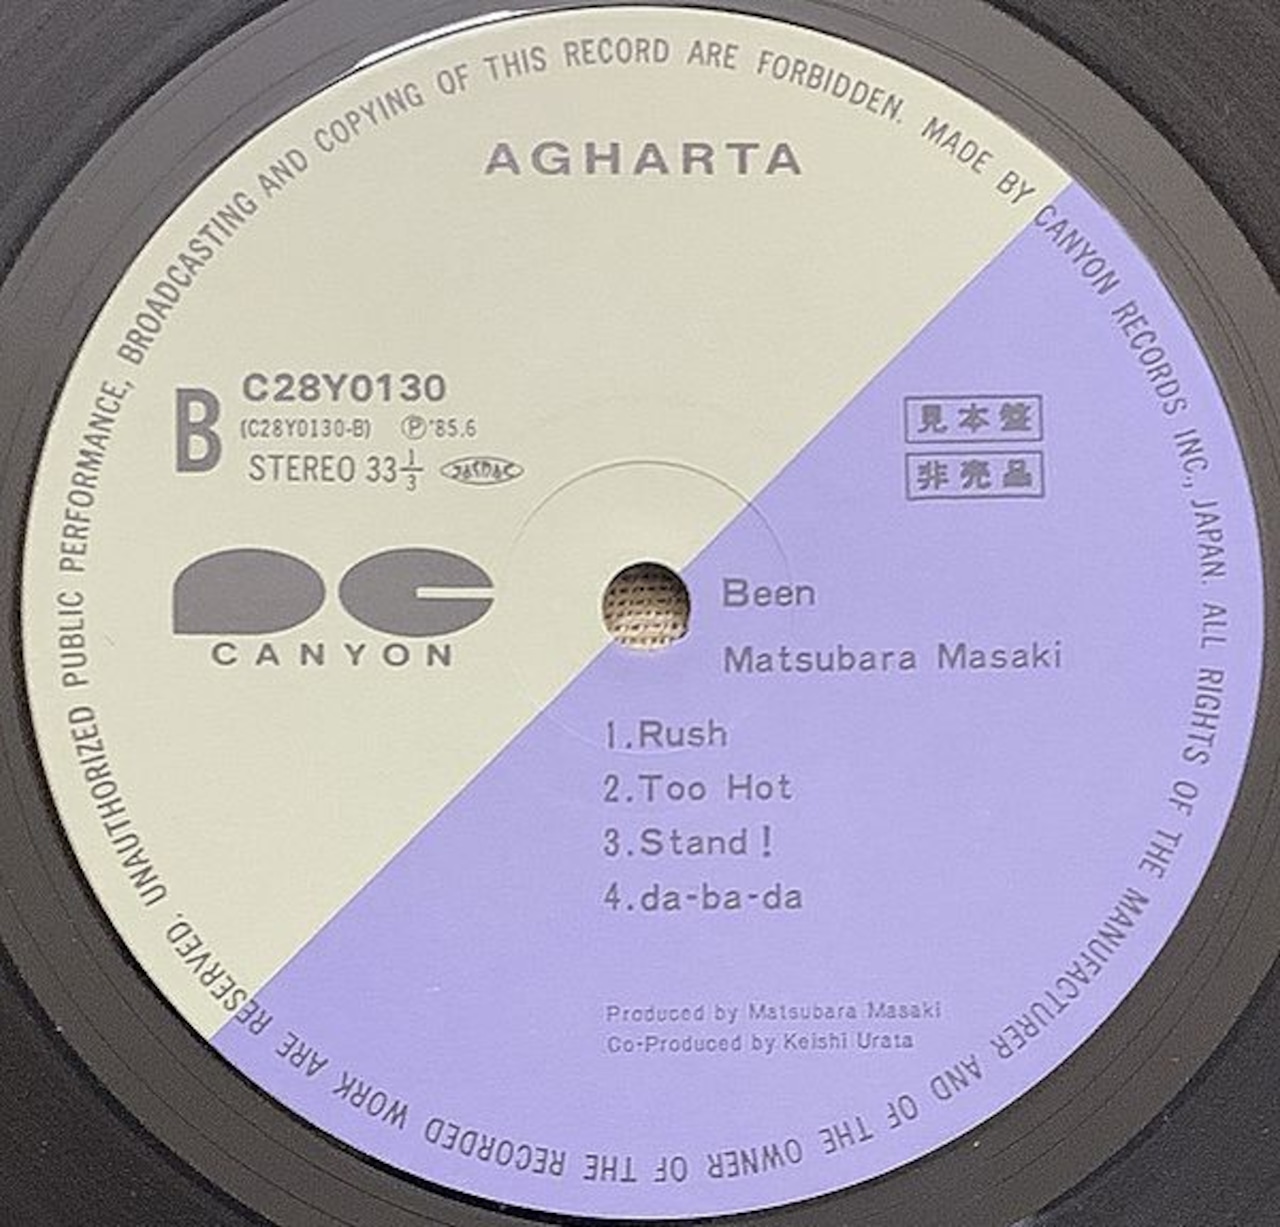 UNAUTHORIZED PUBLIC PERFORMANCE, BROADCASTING AND COPYING OF THIS RECORD ARE FORBIDDEN. MADE BY CANYON RECORDS INC., JAPAN. ALL RIGHTS OF THE MANUFACTURER AND OF THE OWNER OF THE RECORDED WORK ARE RESERVED.
AGHARTA
B
C28Y0130
(C28Y0130-B) Ⓟ'85.6
STEREO 33⅓ JASRAC
見本盤
非売品
CANYON
Been
Matsubara Masaki
1.Rush
2.Too Hot
3.Stand!
4.da-ba-da
Produced by Matsubara Masaki
Co-Produced by Keishi Urata